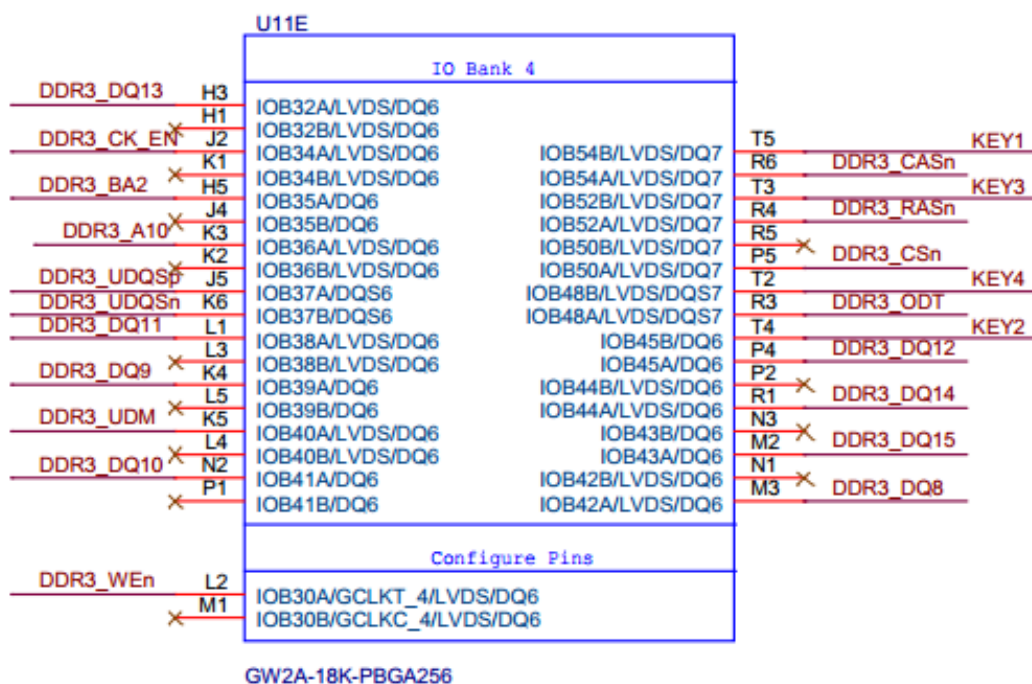 U11E
IO Bank 4
DDR3_DQ13 H3 IOB32A/LVDS/DQ6
H1 IOB32B/LVDS/DQ6
DDR3_CK_EN J2 IOB34A/LVDS/DQ6 IOB54B/LVDS/DQ7 T5 KEY1
K1 IOB34B/LVDS/DQ6 IOB54A/LVDS/DQ7 R6 DDR3_CASn
DDR3_BA2 H5 IOB35A/DQ6 IOB52B/LVDS/DQ7 T3 KEY3
J4 IOB35B/DQ6 IOB52A/LVDS/DQ7 R4 DDR3_RASn
DDR3_A10 K3 IOB36A/LVDS/DQ6 IOB50B/LVDS/DQ7 R5
K2 IOB36B/LVDS/DQ6 IOB50A/LVDS/DQ7 P5 DDR3_CSn
DDR3_UDQSp J5 IOB37A/DQS6 IOB48B/LVDS/DQS7 T2 KEY4
DDR3_UDQSn K6 IOB37B/DQS6 IOB48A/LVDS/DQS7 R3 DDR3_ODT
DDR3_DQ11 L1 IOB38A/LVDS/DQ6 IOB45B/DQ6 T4 KEY2
L3 IOB38B/LVDS/DQ6 IOB45A/DQ6 P4 DDR3_DQ12
DDR3_DQ9 K4 IOB39A/DQ6 IOB44B/LVDS/DQ6 P2
L5 IOB39B/DQ6 IOB44A/LVDS/DQ6 R1 DDR3_DQ14
DDR3_UDM K5 IOB40A/LVDS/DQ6 IOB43B/DQ6 N3
L4 IOB40B/LVDS/DQ6 IOB43A/DQ6 M2 DDR3_DQ15
DDR3_DQ10 N2 IOB41A/DQ6 IOB42B/LVDS/DQ6 N1
P1 IOB41B/DQ6 IOB42A/LVDS/DQ6 M3 DDR3_DQ8
Configure Pins
DDR3_WEn L2 IOB30A/GCLKT_4/LVDS/DQ6
M1 IOB30B/GCLKC_4/LVDS/DQ6
GW2A-18K-PBGA256